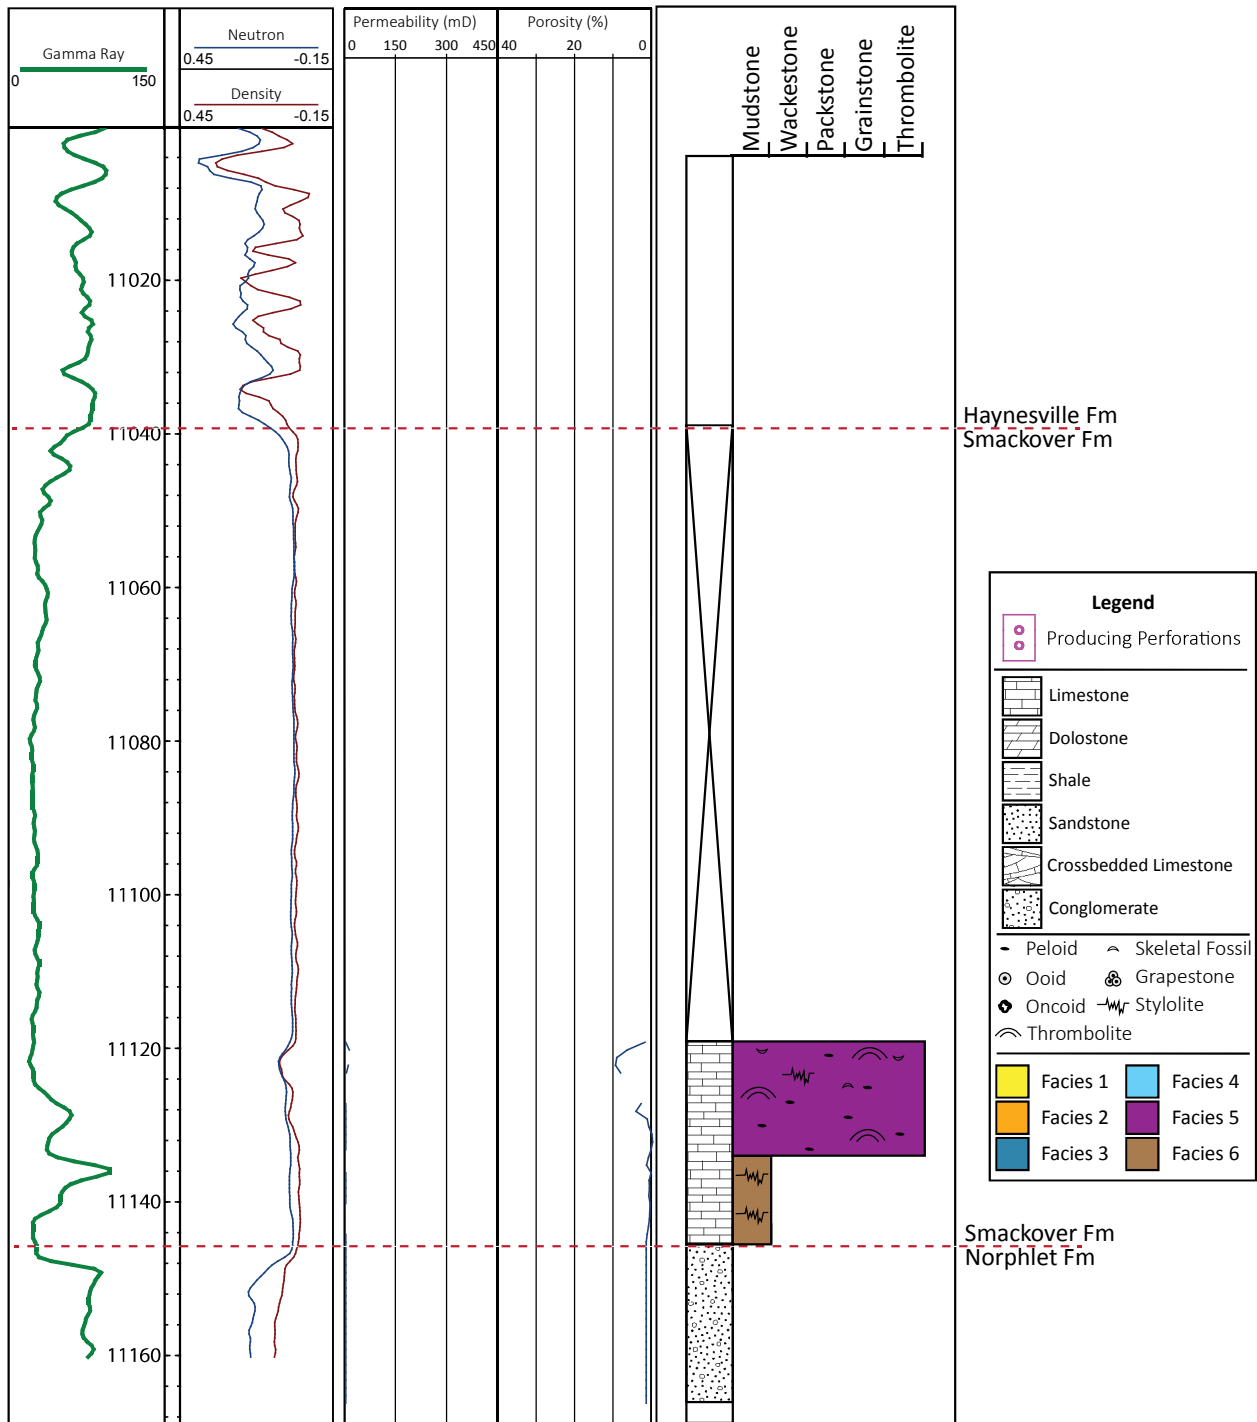 Gamma Ray
0 150
Neutron
0.45 -0.15
Density
0.45 -0.15
Permeability (mD)
0 150 300 450
Porosity (%)
40 20 0
Mudstone
Wackestone
Packstone
Grainstone
Thrombolite
11020
11040
11060
11080
11100
11120
11140
11160
Haynesville Fm
Smackover Fm
Smackover Fm
Norphlet Fm
Legend
Producing Perforations
Limestone
Dolostone
Shale
Sandstone
Crossbedded Limestone
Conglomerate
Peloid Skeletal Fossil
Ooid Grapestone
Oncoid Stylolite
Thrombolite
Facies 1 Facies 4
Facies 2 Facies 5
Facies 3 Facies 6